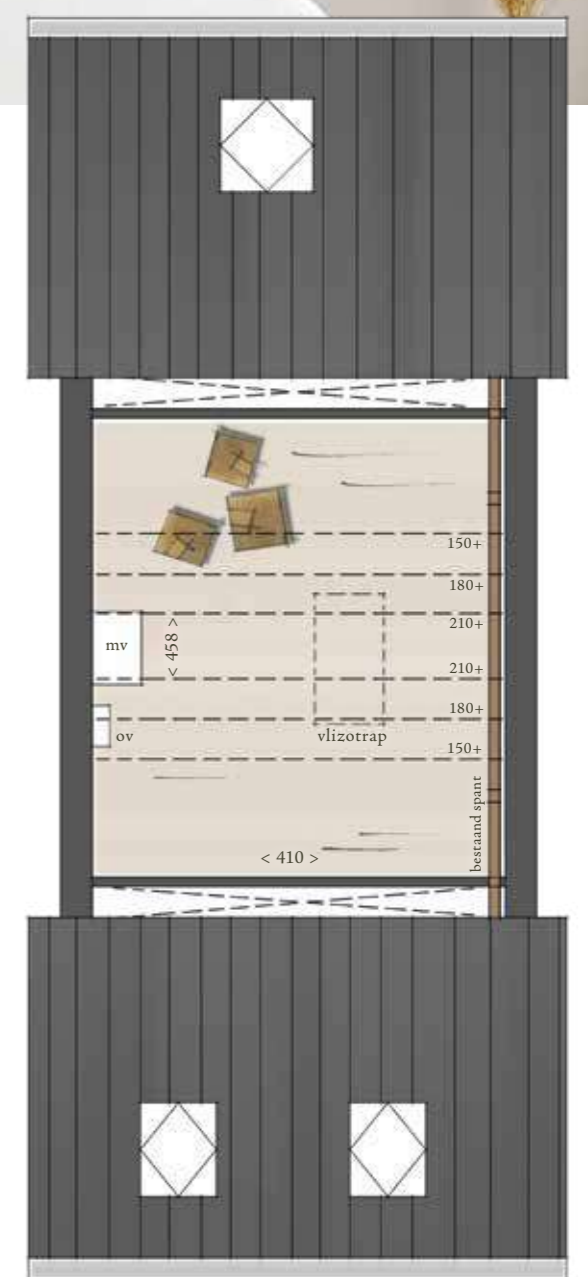 150+
180+
210+
mv
< 458 >
210+
180+
ov
vlizotrap
150+
bestaand spant
< 410 >